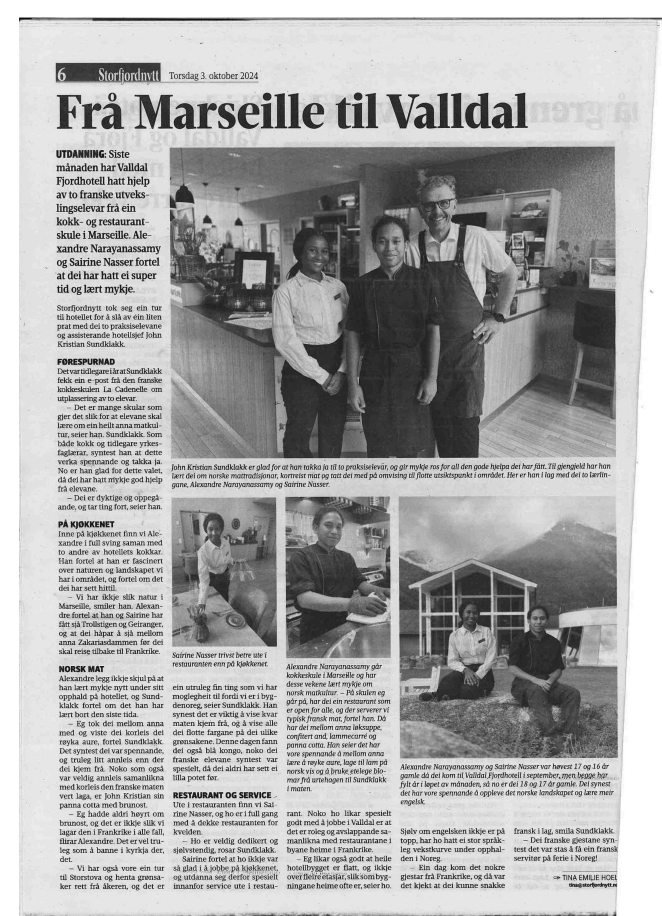 6
Storfjordnytt
Torsdag 3. oktober 2024
Frå Marseille til Valldal
UTDANNING: Siste
månaden har Valldal
Fjordhotell hatt hjelp
av to franske utveks-
lingselevar frå ein
kokk- og restaurant-
skule i Marseille. Ale-
xandre Narayanassamy
og Sairine Nasser fortel
at dei har hatt ei super
tid og lært mykje.
Storfjordnytt tok seg ein tur
til hotellet for å slå av ein liten
prat med dei to praksiselevane
og assisterande hotellsjef John
Kristian Sundklakk.
FØRESPURNAD
Det var tidlegare i år at Sundklakk
fekk ein e-post frå den franske
kokkeskulen La Cadenelle om
utplassering av to elevar.
– Det er mange skular som
gjer det slik for at elevane skal
lære om ein heilt anna matkul-
tur, seier han. Sundklakk. Som
både kokk og tidlegare yrkes-
faglærar, syntest han at dette
verka spennande og takka ja.
No er han glad for dette valet,
då dei har hatt mykje god hjelp
frå elevane.
– Dei er dyktige og oppegå-
ande, og tar ting fort, seier han.
PÅ KJØKKENET
Inne på kjøkkenet finn vi Ale-
xandre i full sving saman med
to andre av hotellets kokkar.
Han fortel at han er fascinert
over naturen og landskapet vi
har i området, og fortel om det
dei har sett hittil.
– Vi har ikkje slik natur i
Marseille, smiler han. Alexan-
dre fortel at han og Sairine har
fått sjå Trollstigen og Geiranger,
og at dei håpar å sjå mellom
anna Zakariasdammen før dei
skal reise tilbake til Frankrike.
NORSK MAT
Alexandre legg ikkje skjul på at
han lært mykje nytt under sitt
opphald på hotellet, og Sund-
klakk fortel om det han har
lært bort den siste tida.
– Eg tok dei mellom anna
med og viste dei korleis dei
røyka aure, fortel Sundklakk.
Det syntest dei var spennande,
og truleg litt annleis enn der
dei kjem frå. Noko som også
var veldig annleis samanlikna
med korleis den franske maten
vert laga, er John Kristian sin
panna cotta med brunost.
– Eg hadde aldri høyrt om
brunost, og det er ikkje slik vi
lagar den i Frankrike i alle fall,
flirar Alexandre. Det er vel tru-
leg som å banne i kyrkja der,
det.
– Vi har også vore ein tur
til Storstova og henta grønsa-
ker rett frå åkeren, og det er
John Kristian Sundklakk er glad for at han takka ja til to praksiselevar, og gir mykje ros for all den gode hjelpa dei har fått. Til gjengjeld har han
lært dei om norske mattradisjonar, kortreist mat og tatt dei med på omvising til flotte utsiktspunkt i området. Her er han i lag med dei to lærlin-
gane, Alexandre Narayanassamy og Sairine Nasser.
Sairine Nasser trivst betre ute i
restauranten enn på kjøkkenet.
ein utruleg fin ting som vi har
moglegheit til fordi vi er i byg-
denoreg, seier Sundklakk. Han
synest det er viktig å vise kvar
maten kjem frå, og å vise alle
dei flotte fargane på dei ulike
grønsakene. Denne dagen fann
dei også blå kongo, noko dei
franske elevane syntest var
spesielt, då dei aldri har sett ei
lilla potet før.
RESTAURANT OG SERVICE
Ute i restauranten finn vi Sai-
rine Nasser, og ho er i full gang
med å dekke restauranten for
kvelden.
– Ho er veldig dedikert og
sjølvstendig, rosar Sundklakk.
Sairine fortel at ho ikkje var
så glad i å jobbe på kjøkkenet,
og utdanna seg derfor spesielt
innanfor service ute i restau-
Alexandre Narayanassamy går
kokkeskule i Marseille og har
desse vekene lært mykje om
norsk matkultur. – På skulen eg
går på, har dei ein restaurant som
er open for alle, og der serverer vi
typisk fransk mat, fortel han. Då
har dei mellom anna løksuppe,
confitert and, lammecarré og
panna cotta. Han seier det har
vore spennande å mellom anna
lære å røyke aure, lage til lam på
norsk vis og å bruke etelege blo-
mar frå urtehagen til Sundklakk
i maten.
rant. Noko ho likar spesielt
godt med å jobbe i Valldal er at
det er roleg og avslappande sa-
manlikna med restaurantane i
byane heime i Frankrike.
– Eg likar også godt at heile
hotellbygget er flatt, og ikkje
over fleire etasjar, slik som byg-
ningane heime ofte er, seier ho.
Alexandre Narayanassamy og Sairine Nasser var høvest 17 og 16 år
gamle då dei kom til Valldal Fjordhotell i september, men begge har
fylt år i løpet av månaden, så no er dei 18 og 17 år gamle. Dei synest
det har vore spennande å oppleve det norske landskapet og lære meir
engelsk.
Sjølv om engelsken ikkje er på
topp, har ho hatt ei stor språk-
leg vekstkurve under opphal-
den i Noreg.
– Ein dag kom det nokre
gjestar frå Frankrike, og då var
det kjekt at dei kunne snakke
fransk i lag, smila Sundklakk.
– Dei franske gjestane syn-
test det var stas å få ein fransk
servitør på ferie i Noreg!
TINA EMILIE HOEL
tina@storfjordnytt.no